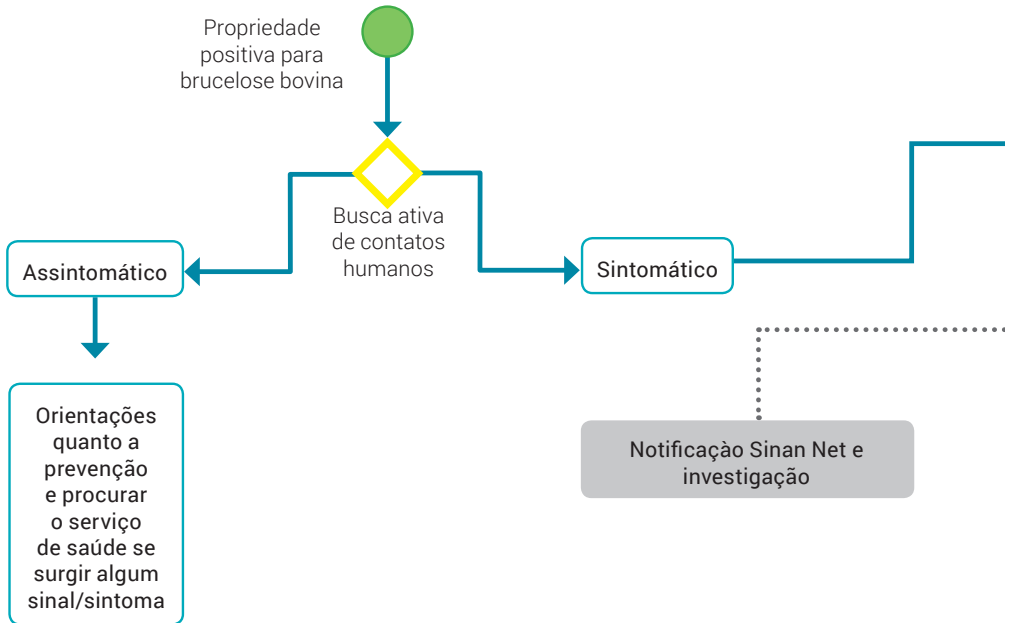 Propriedade
positiva para
brucelose bovina
Busca ativa
de contatos
humanos
Assintomático
Sintomático
Orientações
quanto a
prevenção
e procurar
o serviço
de saúde se
surgir algum
sinal/sintoma
Notificaçào Sinan Net e
investigação